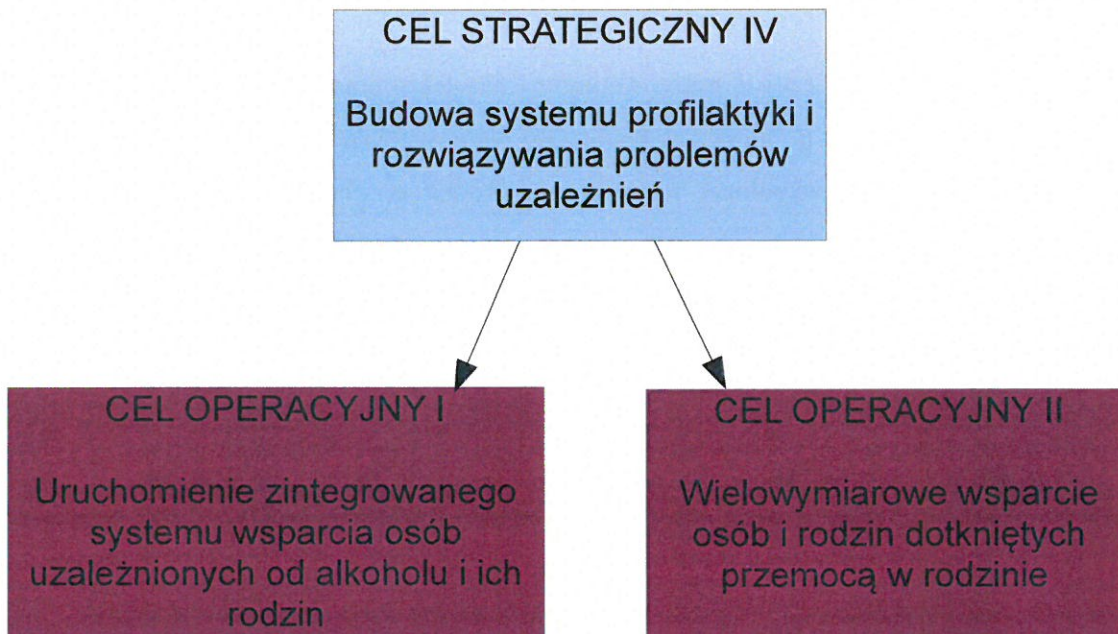 CEL STRATEGICZNY IV
Budowa systemu profilaktyki i
rozwiązywania problemów
uzależnień
CEL OPERACYJNY I
Uruchomienie zintegrowanego
systemu wsparcia osób
uzależnionych od alkoholu i ich
rodzin
CEL OPERACYJNY II
Wielowymiarowe wsparcie
osób i rodzin dotkniętych
przemocą w rodzinie